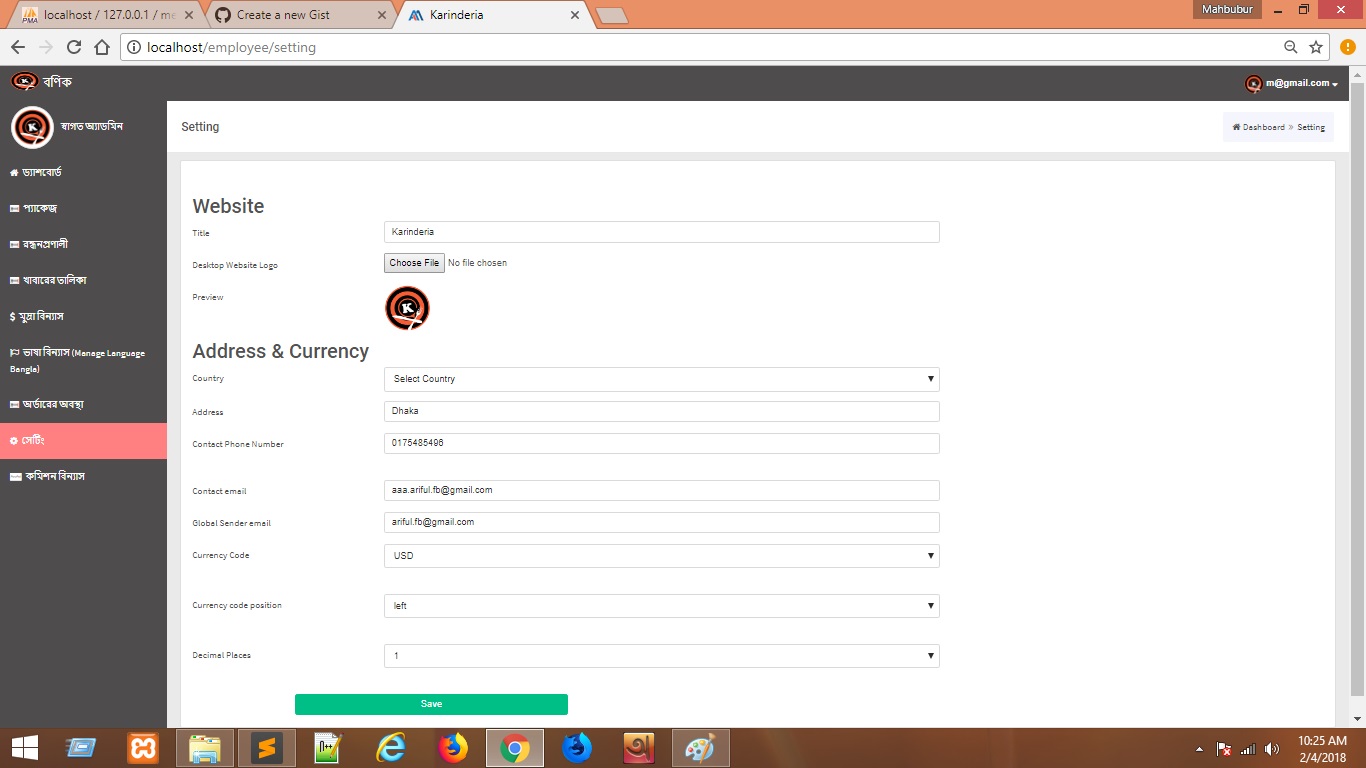 localhost / 127.0.0.1 / me
Create a new Gist
Karinderia
Mahbubur
localhost/employee/setting
বণিক
m@gmail.com
স্বাগত অ্যাডমিন
Setting
Dashboard » Setting
ড্যাশবোর্ড
প্যাকেজ
রন্ধনপ্রণালী
খাবারের তালিকা
$ মুদ্রা বিন্যাস
ভাষা বিন্যাস (Manage Language
Bangla)
অর্ডারের অবস্থা
সেটিং
কমিশন বিন্যাস
Website
Title
Karinderia
Desktop Website Logo
Choose File No file chosen
Preview
K
Address & Currency
Country
Select Country
Address
Dhaka
Contact Phone Number
0175485496
Contact email
aaa.ariful.fb@gmail.com
Global Sender email
ariful.fb@gmail.com
Currency Code
USD
Currency code position
left
Decimal Places
1
Save
10:25 AM
2/4/2018